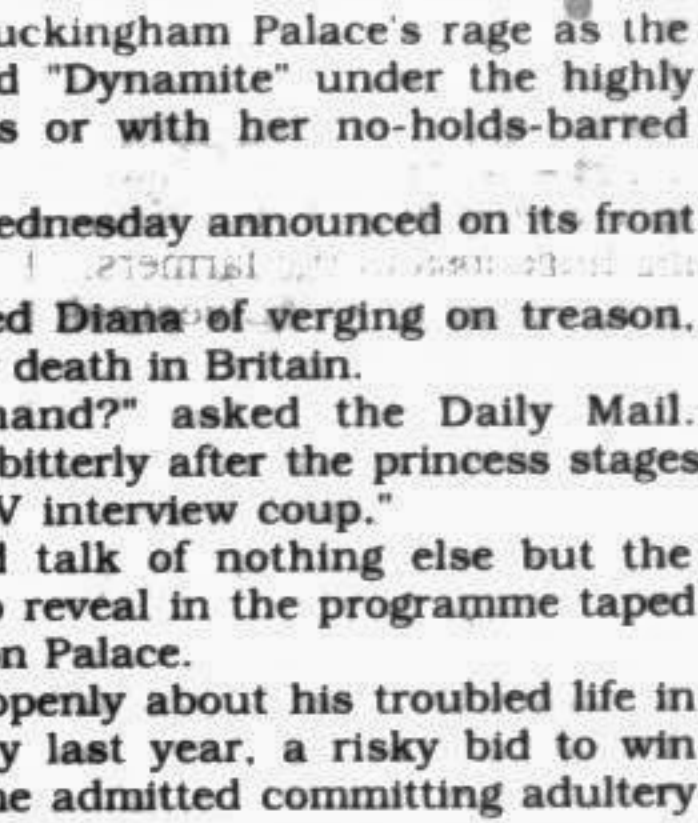 uckingham Palace's rage as the
d "Dynamite" under the highly
s or with her no-holds-barred
ednesday announced on its front
ed Diana of verging on treason,
death in Britain.
hand?" asked the Daily Mail.
bitterly after the princess stages
V interview coup."
l talk of nothing else but the
o reveal in the programme taped
n Palace.
openly about his troubled life in
y last year, a risky bid to win
he admitted committing adultery